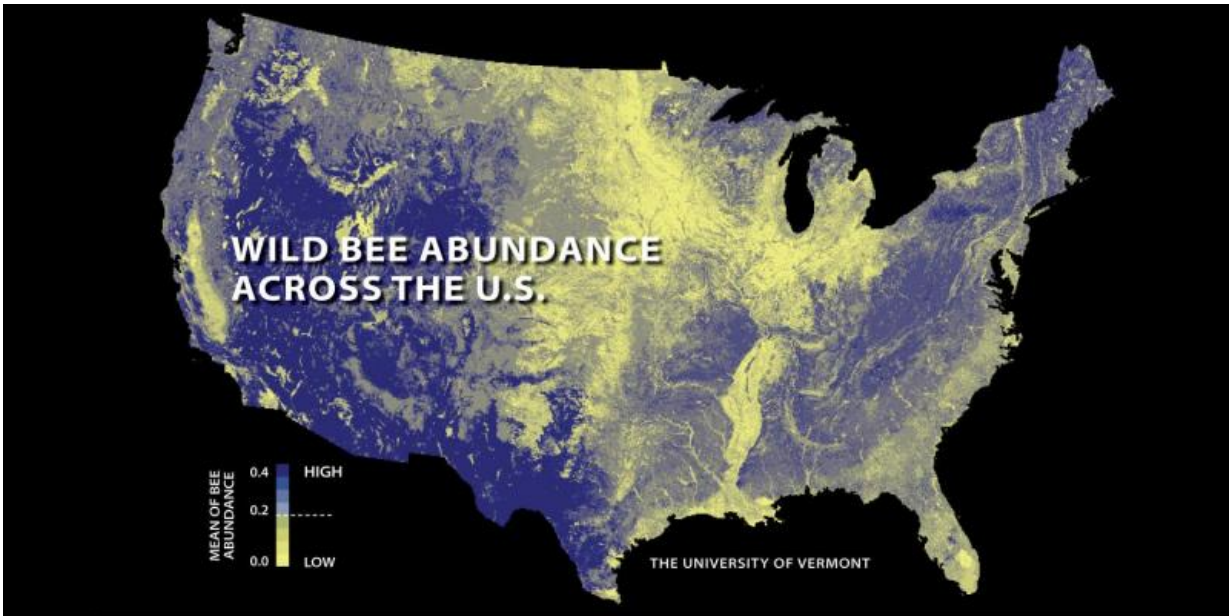 WILD BEE ABUNDANCE
ACROSS THE U.S.
MEAN OF BEE
ABUNDANCE
0.4 HIGH
0.2
0.0 LOW
THE UNIVERSITY OF VERMONT